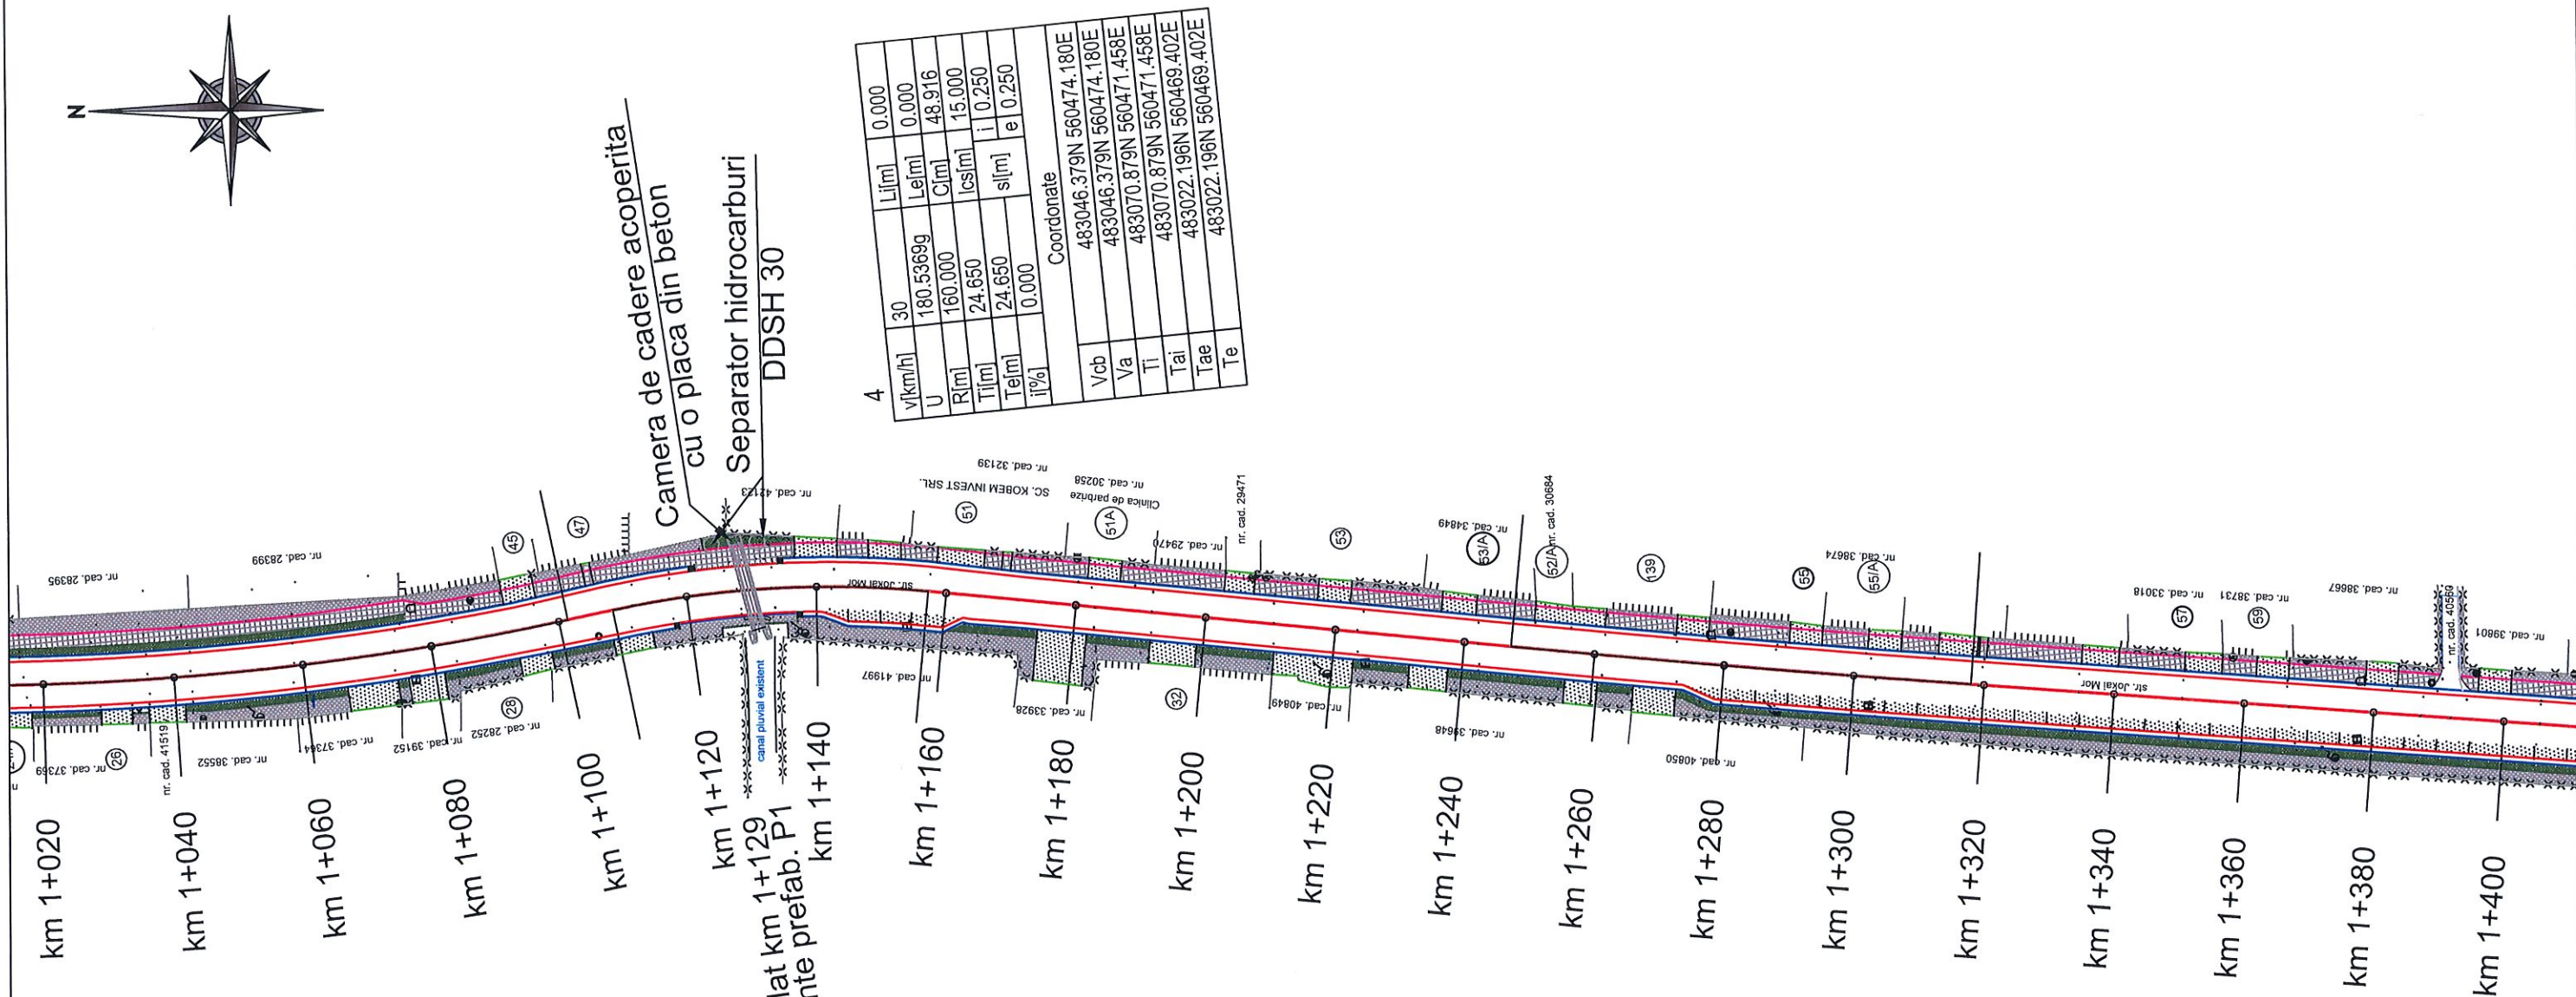 N
Camera de cadere acoperita
cu o placa din beton
Separator hidrocarburi
DDSH 30
4
v[km/h] 30 Li[m] 0.000
U 180.5369g Le[m] 0.000
R[m] 160.000 C[m] 48.916
Ti[m] 24.650 lcs[m] 15.000
Te[m] 24.650 sl[m] i 0.250
i[%] 0.000 e 0.250
Coordonate
Vcb 483046.379N 560474.180E
Va 483046.379N 560474.180E
Ti 483070.879N 560471.458E
Tai 483070.879N 560471.458E
Tae 483022.196N 560469.402E
Te 483022.196N 560469.402E
nr. cad. 28395
nr. cad. 28399
45
47
nr. cad. 42123
nr. cad. 32139
SC. KOBEM INVEST SRL.
51
nr. cad. 30258
Clinica de parbrize
51A
nr. cad. 29470
nr. cad. 29471
53
nr. cad. 34849
53/A
nr. cad. 30684
52/A
139
55
nr. cad. 38674
55/A
nr. cad. 33018
57
nr. cad. 38731
59
nr. cad. 38667
nr. cad. 40569
nr. cad. 39801
str. Jokai Mor
str. Jokai Mor
nr. cad. 37369
26
nr. cad. 41519
nr. cad. 38552
nr. cad. 37364
nr. cad. 39152
nr. cad. 28252
28
canal pluvial existent
nr. cad. 41997
nr. cad. 33928
32
nr. cad. 40849
nr. cad. 39648
nr. cad. 40850
km 1+020
km 1+040
km 1+060
km 1+080
km 1+100
km 1+120
lat km 1+129
nte prefab. P1
km 1+140
km 1+160
km 1+180
km 1+200
km 1+220
km 1+240
km 1+260
km 1+280
km 1+300
km 1+320
km 1+340
km 1+360
km 1+380
km 1+400